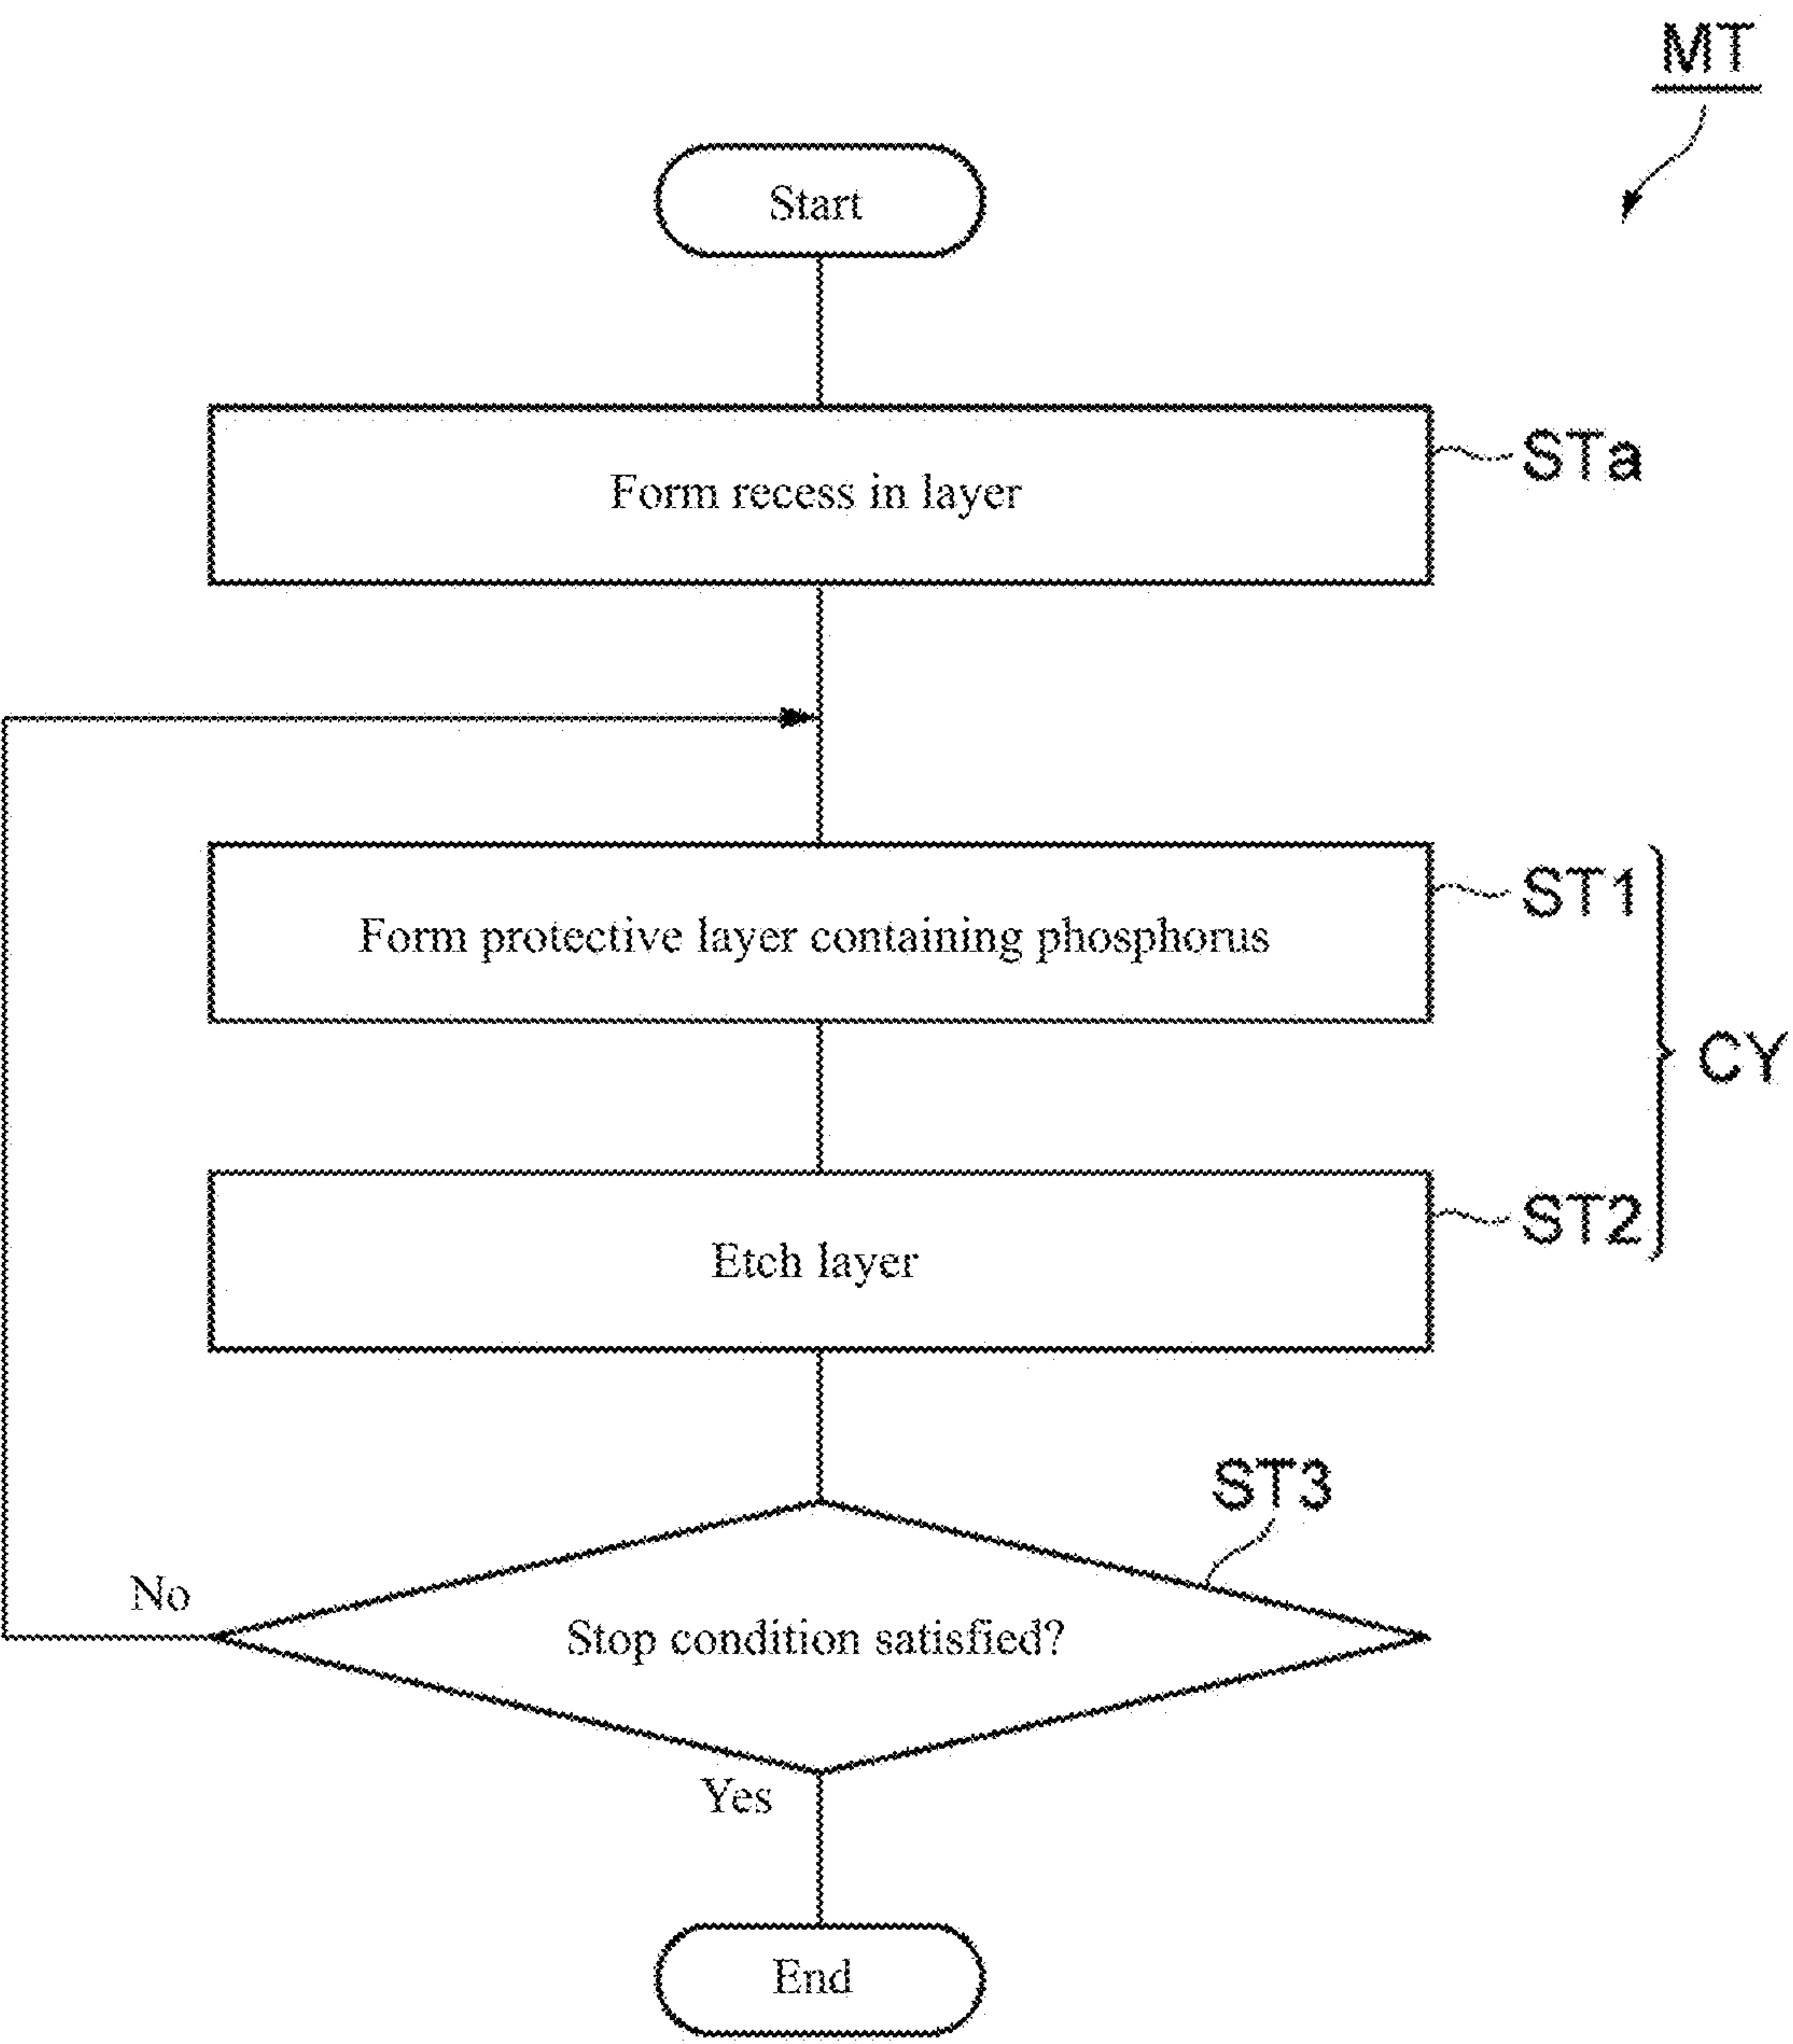 MT
Start
Form recess in layer
STa
Form protective layer containing phosphorus
ST1
CY
Etch layer
ST2
ST3
No
Stop condition satisfied?
Yes
End